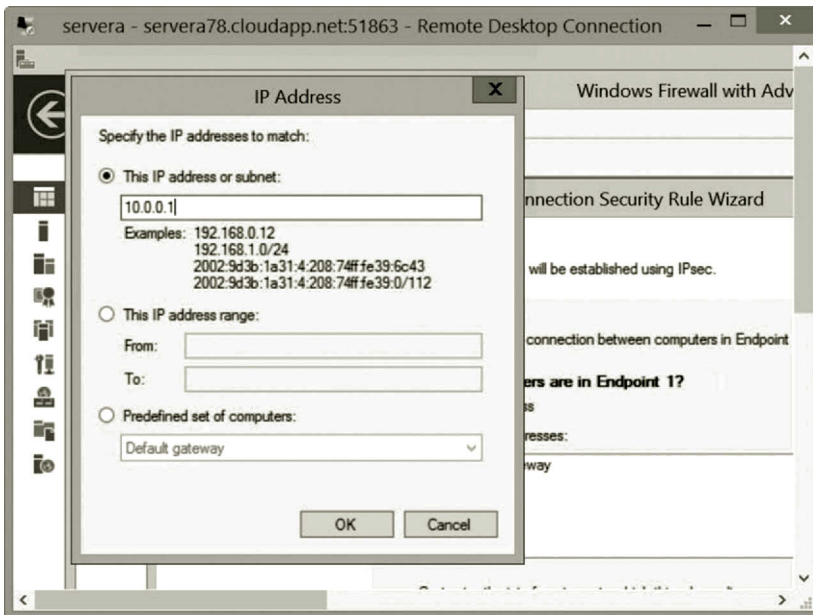 servera - servera78.cloudapp.net:51863 - Remote Desktop Connection
IP Address
Windows Firewall with Adv
Specify the IP addresses to match:
This IP address or subnet:
10.0.0.1
Examples: 192.168.0.12
192.168.1.0/24
2002:9d3b:1a31:4:208:74ff:fe39:6c43
2002:9d3b:1a31:4:208:74ff:fe39:0/112
This IP address range:
From:
To:
Predefined set of computers:
Default gateway
OK
Cancel
nnection Security Rule Wizard
will be established using IPsec.
connection between computers in Endpoint
ers are in Endpoint 1?
ss
resses:
way